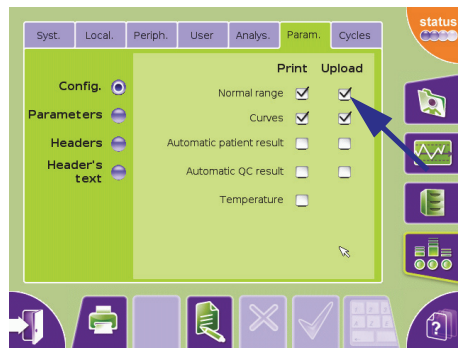 status
Syst. Local. Periph. User Analys. Param. Cycles
Print Upload
Config.
Normal range
Parameters
Curves
Headers
Automatic patient result
Header's
text
Automatic QC result
Temperature
?